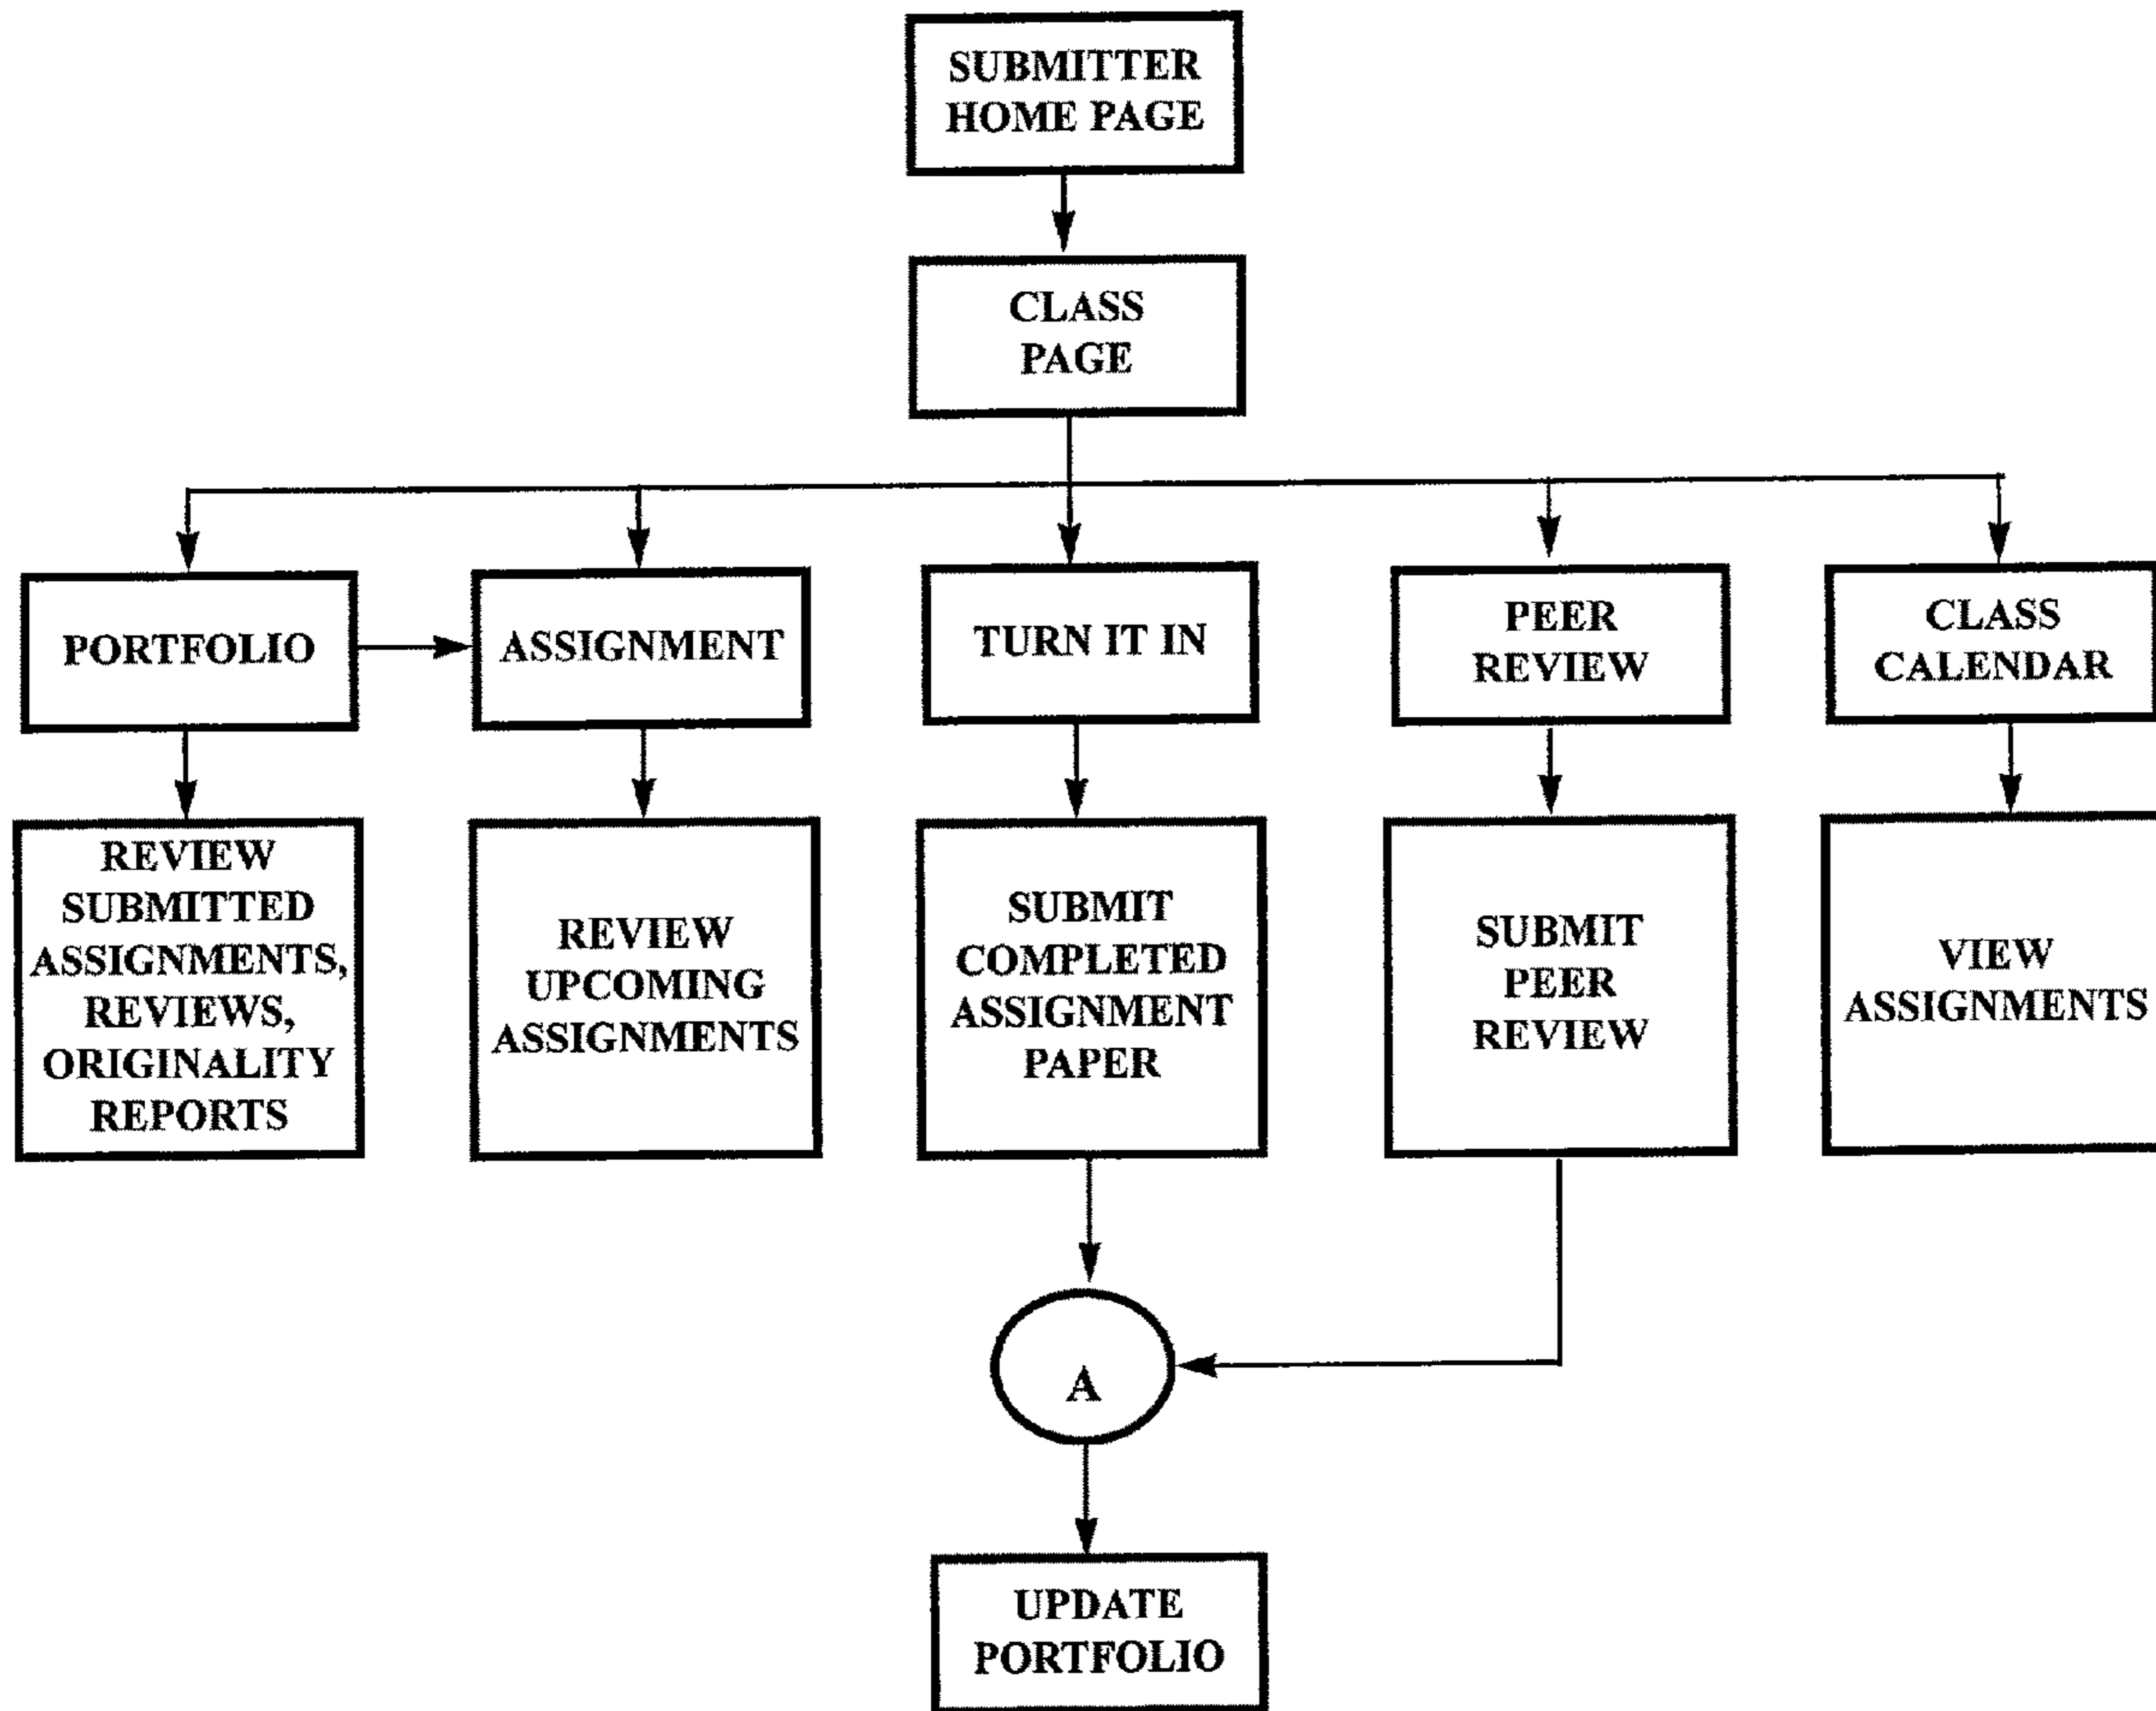 SUBMITTER
HOME PAGE
CLASS
PAGE
PORTFOLIO
ASSIGNMENT
TURN IT IN
PEER
REVIEW
CLASS
CALENDAR
REVIEW
SUBMITTED
ASSIGNMENTS,
REVIEWS,
ORIGINALITY
REPORTS
REVIEW
UPCOMING
ASSIGNMENTS
SUBMIT
COMPLETED
ASSIGNMENT
PAPER
SUBMIT
PEER
REVIEW
VIEW
ASSIGNMENTS
A
UPDATE
PORTFOLIO